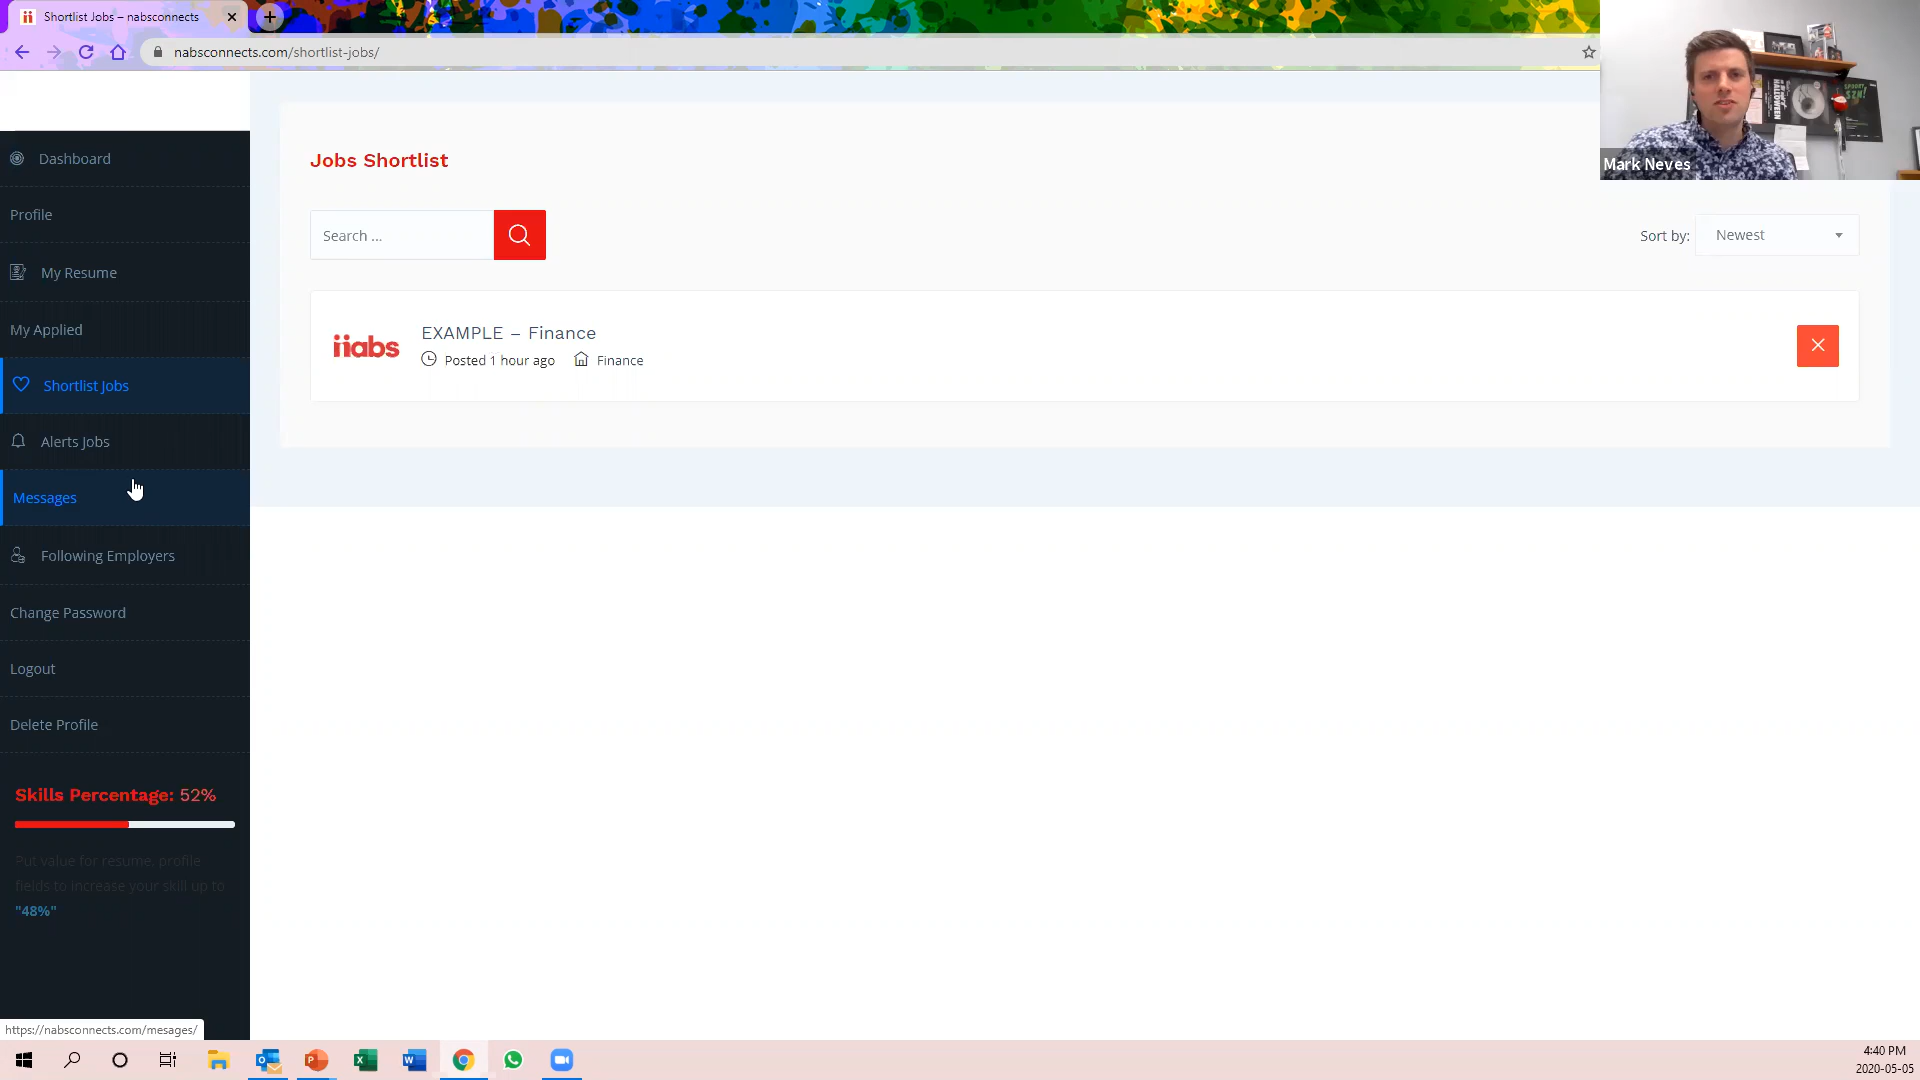 Shortlist Jobs – nabsconnects
nabsconnects.com/shortlist-jobs/
Mark Neves
HALLOWEEN
Dashboard
Profile
My Resume
My Applied
Shortlist Jobs
Alerts Jobs
Messages
Following Employers
Change Password
Logout
Delete Profile
Skills Percentage: 52%
Put value for resume, profile
fields to increase your skill up to
"48%"
Jobs Shortlist
Search ...
Sort by: Newest
nabs
EXAMPLE – Finance
Posted 1 hour ago Finance
https://nabsconnects.com/mesages/
4:40 PM
2020-05-05